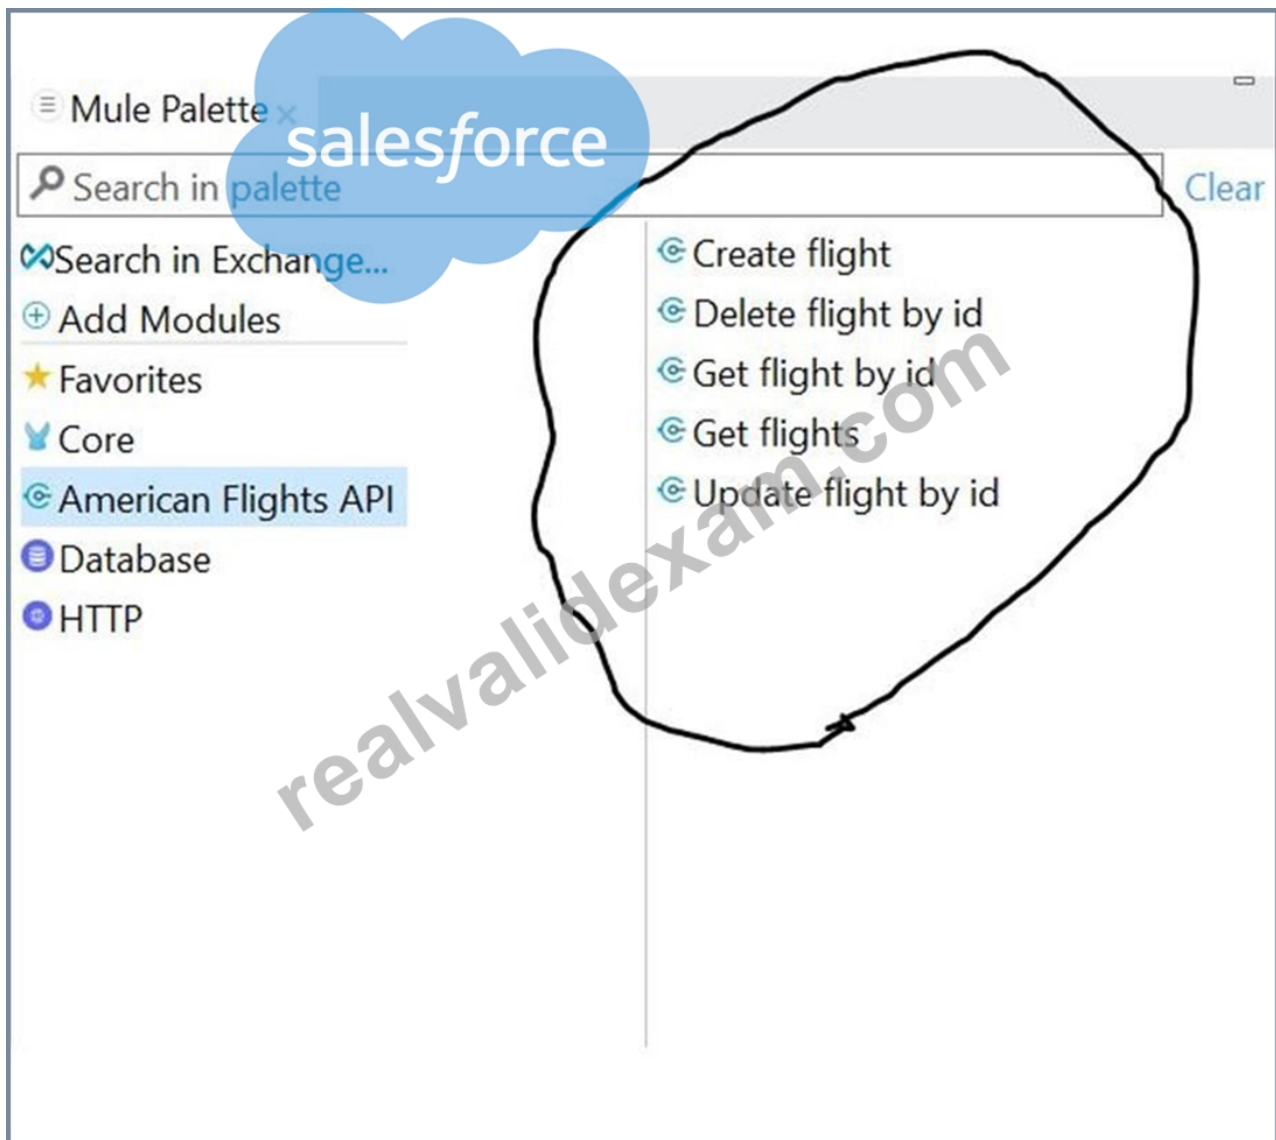 salesforce
Mule Palette
Search in palette
Clear
Search in Exchange...
Add Modules
Favorites
Core
American Flights API
Database
HTTP
Create flight
Delete flight by id
Get flight by id
Get flights
Update flight by id
realvalidexam.com